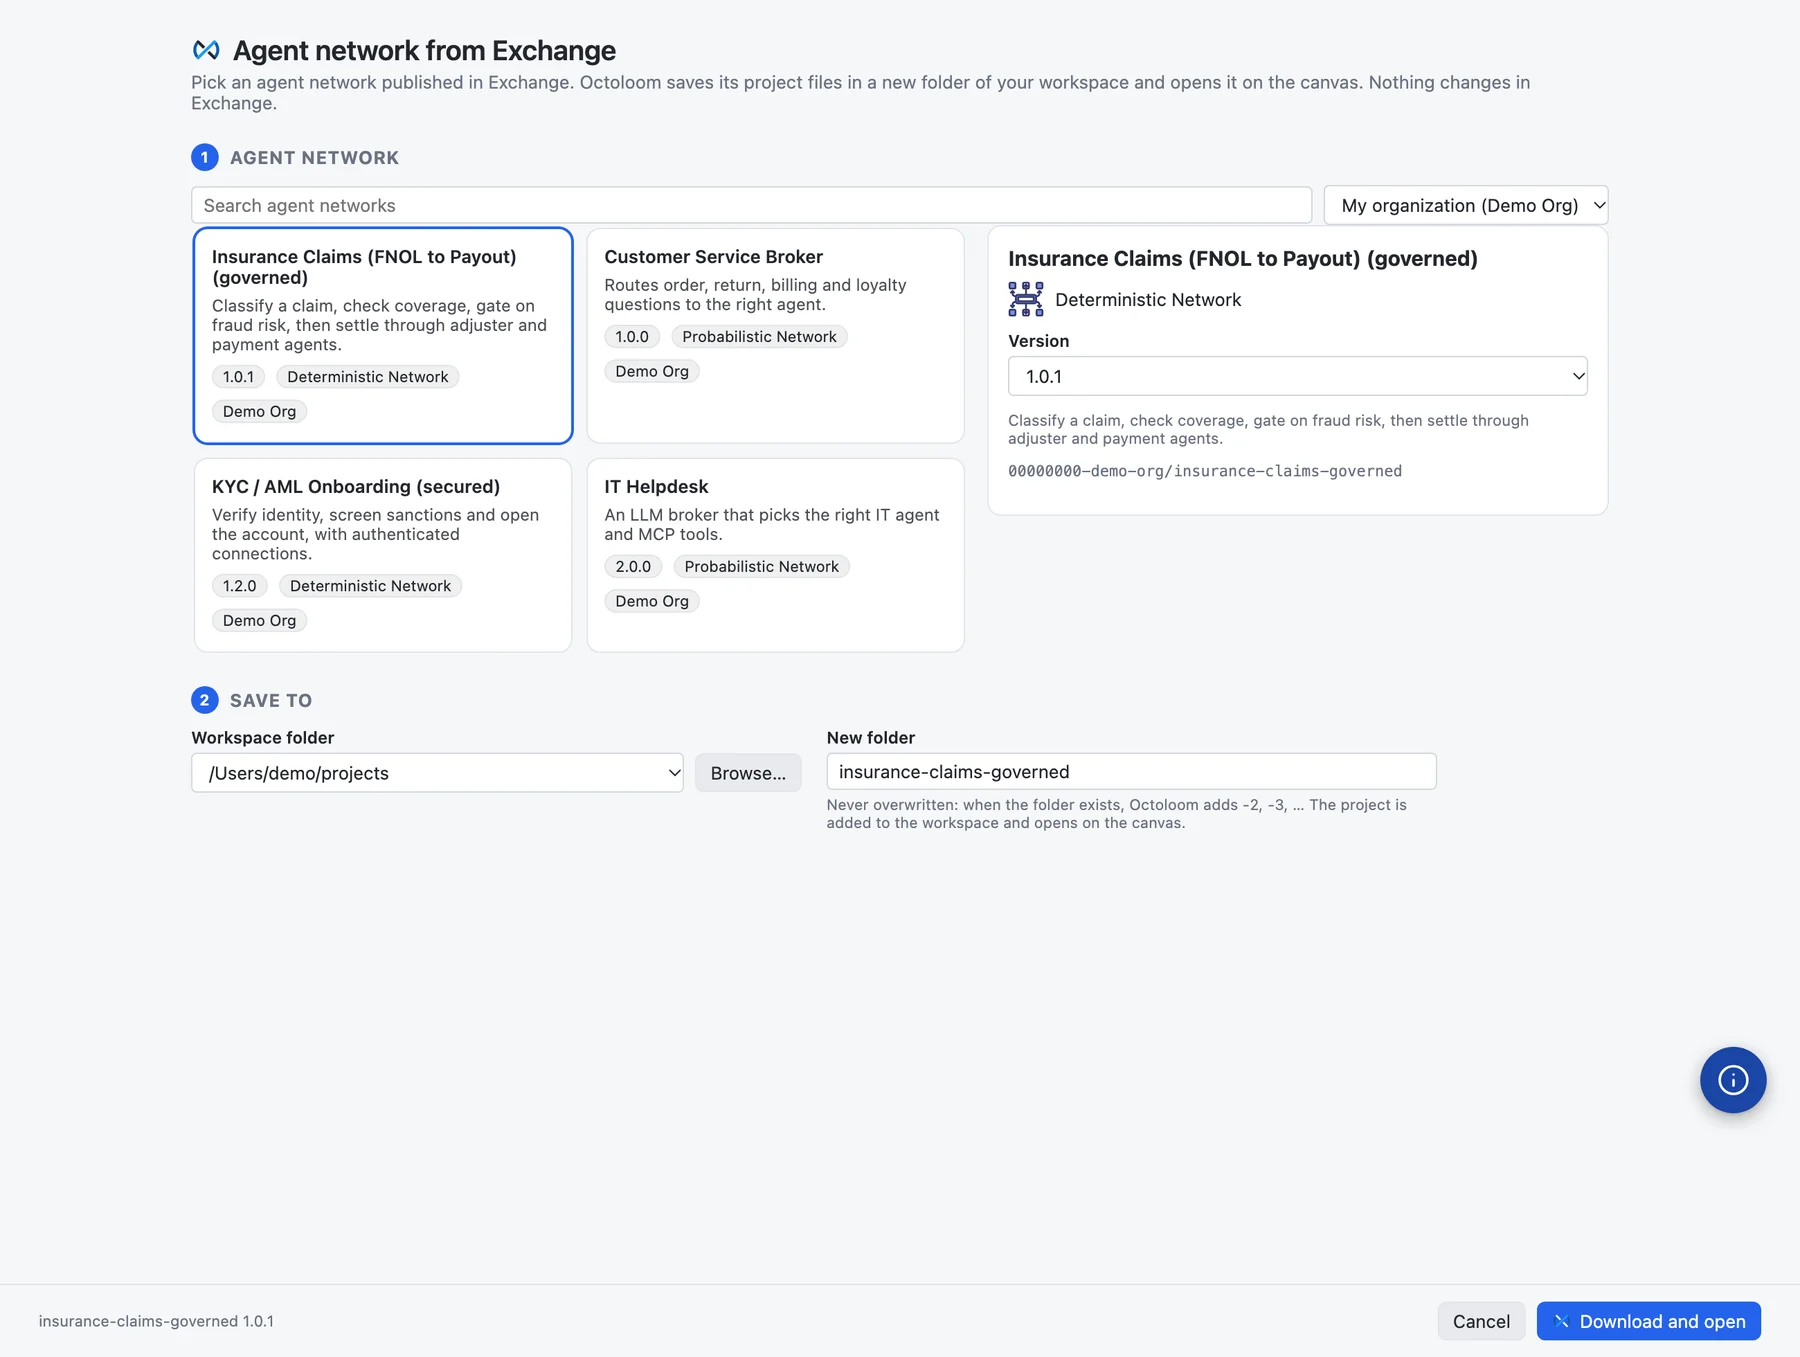 Agent network from Exchange
Pick an agent network published in Exchange. Octoloom saves its project files in a new folder of your workspace and opens it on the canvas. Nothing changes in
Exchange.
1 AGENT NETWORK
Search agent networks
My organization (Demo Org)
Insurance Claims (FNOL to Payout)
(governed)
Classify a claim, check coverage, gate on
fraud risk, then settle through adjuster and
payment agents.
1.0.1 Deterministic Network
Demo Org
Customer Service Broker
Routes order, return, billing and loyalty
questions to the right agent.
1.0.0 Probabilistic Network
Demo Org
Insurance Claims (FNOL to Payout) (governed)
Deterministic Network
Version
1.0.1
Classify a claim, check coverage, gate on fraud risk, then settle through
adjuster and payment agents.
00000000-demo-org/insurance-claims-governed
KYC / AML Onboarding (secured)
Verify identity, screen sanctions and open
the account, with authenticated
connections.
1.2.0 Deterministic Network
Demo Org
IT Helpdesk
An LLM broker that picks the right IT agent
and MCP tools.
2.0.0 Probabilistic Network
Demo Org
2 SAVE TO
Workspace folder
/Users/demo/projects
Browse...
New folder
insurance-claims-governed
Never overwritten: when the folder exists, Octoloom adds -2, -3, ... The project is
added to the workspace and opens on the canvas.
insurance-claims-governed 1.0.1
Cancel
Download and open